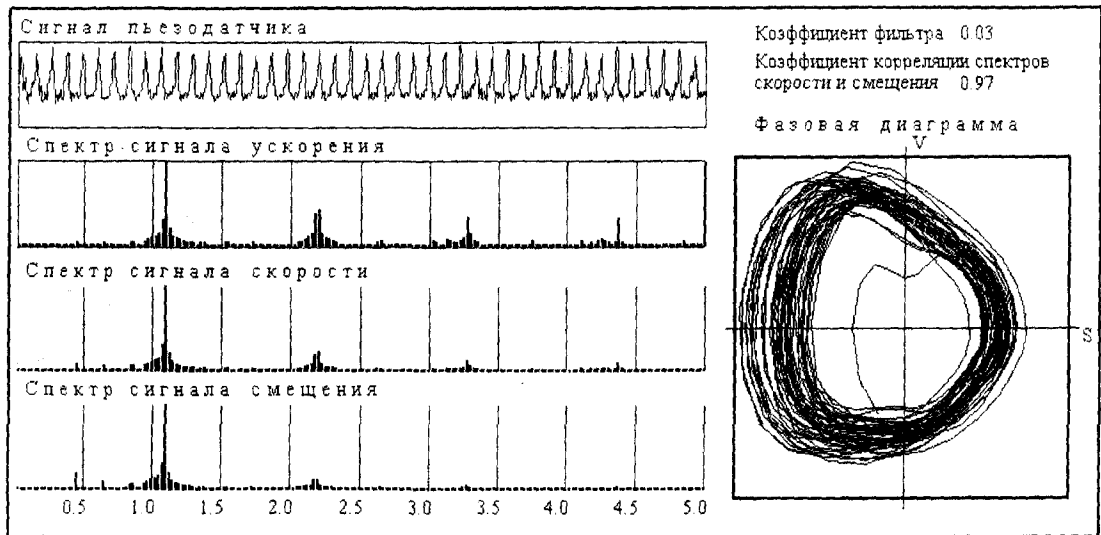 Сигнал пьезодатчика
Спектр сигнала ускорения
Спектр сигнала скорости
Спектр сигнала смещения
0.5 1.0 1.5 2.0 2.5 3.0 3.5 4.0 4.5 5.0
Коэффициент фильтра 0.03
Коэффициент корреляции спектров
скорости и смещения 0.97
Фазовая диаграмма
V
S